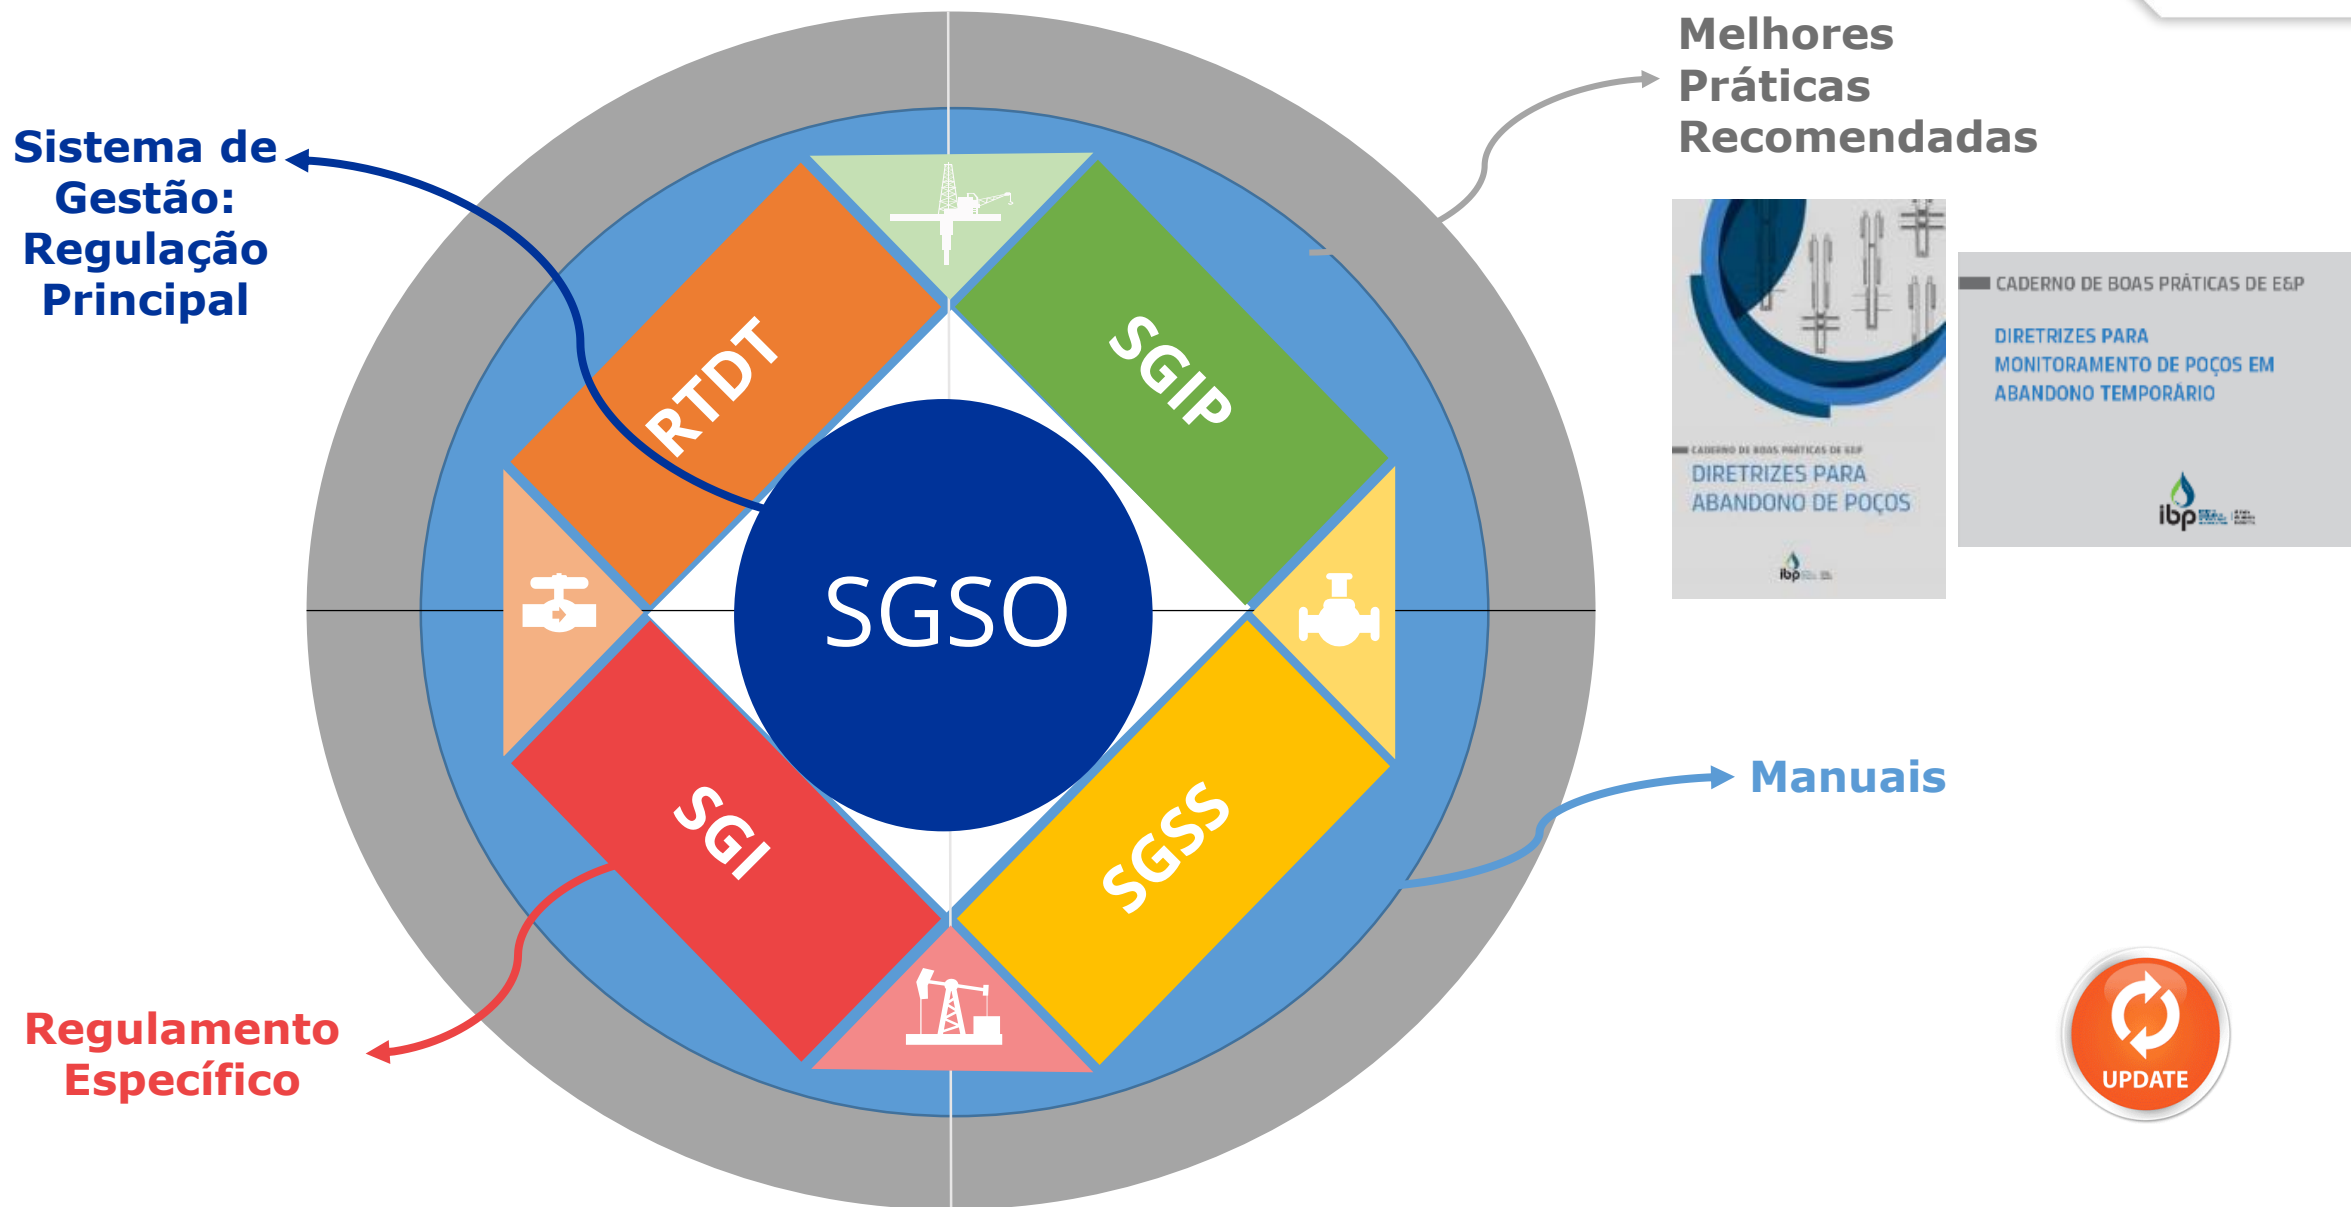 Melhores
Práticas
Recomendadas
Sistema de
Gestão:
Regulação
Principal
RTDT
SGIP
SGSO
SGI
SGSS
CADERNO DE BOAS PRÁTICAS DE E&P
DIRETRIZES PARA
ABANDONO DE POÇOS
ibp
CADERNO DE BOAS PRÁTICAS DE E&P
DIRETRIZES PARA
MONITORAMENTO DE POÇOS EM
ABANDONO TEMPORÁRIO
ibp
Manuais
Regulamento
Específico
UPDATE